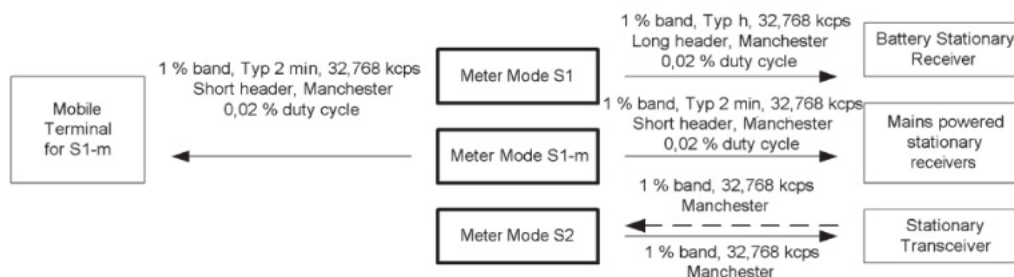 Mobile
Terminal
for S1-m
1 % band, Typ 2 min, 32,768 kcps
Short header, Manchester
0,02 % duty cycle
Meter Mode S1
1 % band, Typ h, 32,768 kcps
Long header, Manchester
0,02 % duty cycle
Battery Stationary
Receiver
Meter Mode S1-m
1 % band, Typ 2 min, 32,768 kcps
Short header, Manchester
0,02 % duty cycle
Mains powered
stationary
receivers
Meter Mode S2
1 % band, 32,768 kcps
Manchester
1 % band, 32,768 kcps
Manchester
Stationary
Transceiver